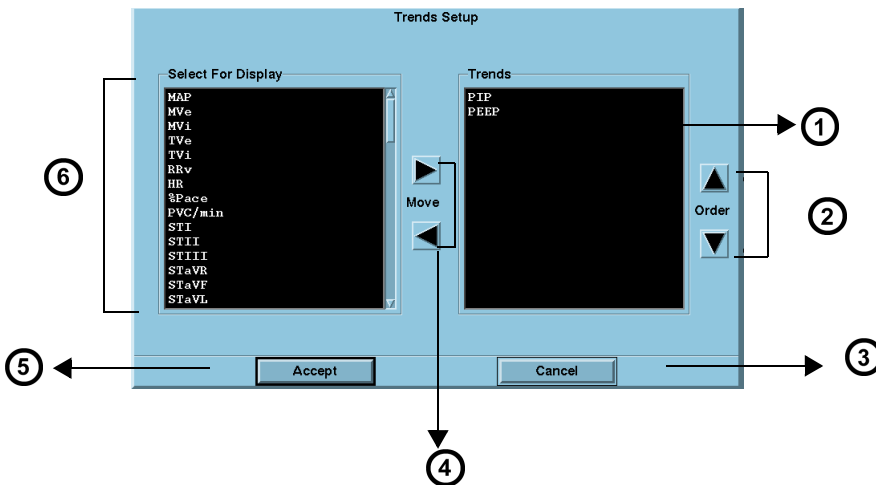 Trends Setup
Select For Display
MAP
MVe
MVi
TVe
TVi
RRv
HR
%Pace
PVC/min
STI
STII
STIII
STaVR
STaVF
STaVL
Move
Trends
PIP
PEEP
Order
Accept
Cancel
1
2
3
4
5
6